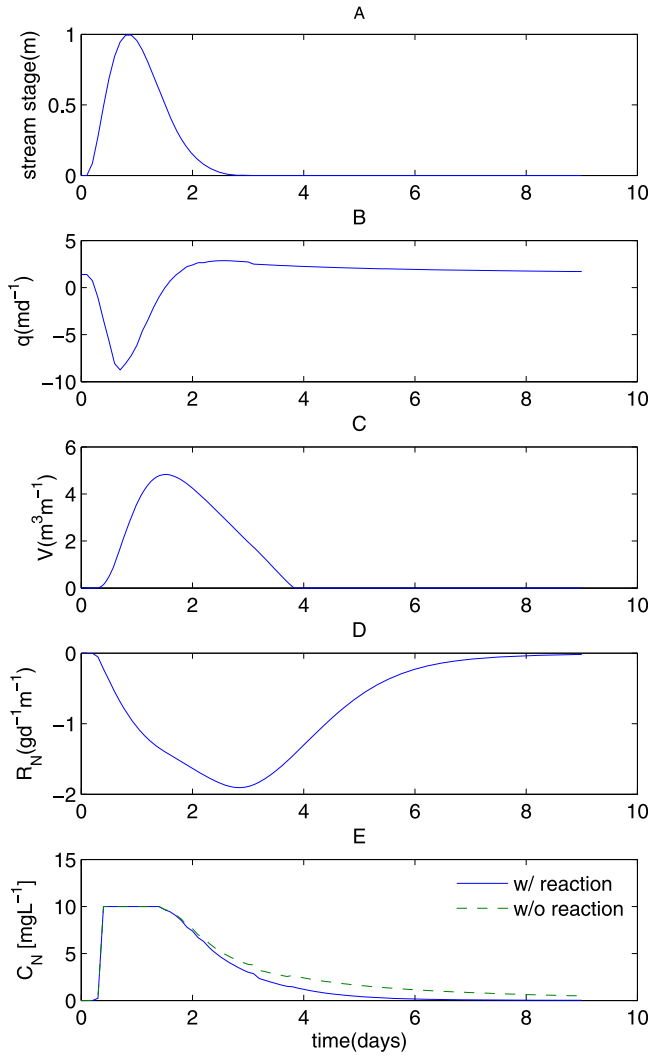 A
stream stage(m)
1
0.5
0
0 2 4 6 8 10
B
q(md⁻¹)
5
0
−5
−10
0 2 4 6 8 10
C
V(m³m⁻¹)
6
4
2
0
0 2 4 6 8 10
D
R_N(gd⁻¹m⁻¹)
0
−1
−2
0 2 4 6 8 10
E
C_N [mgL⁻¹]
15
10
5
0
w/ reaction
w/o reaction
0 2 4 6 8 10
time(days)